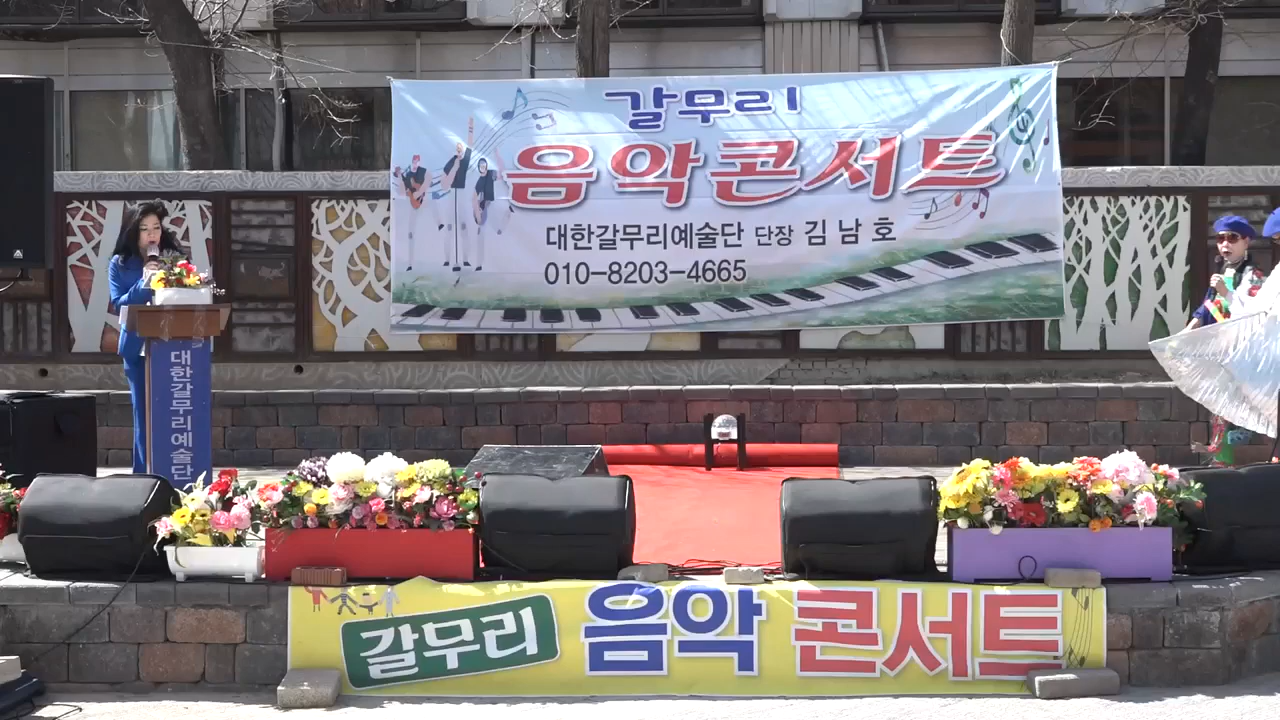 갈무리
음악콘서트
대한갈무리예술단 단장 김남호
010-8203-4665
대한갈무리예술단
갈무리 음악 콘서트